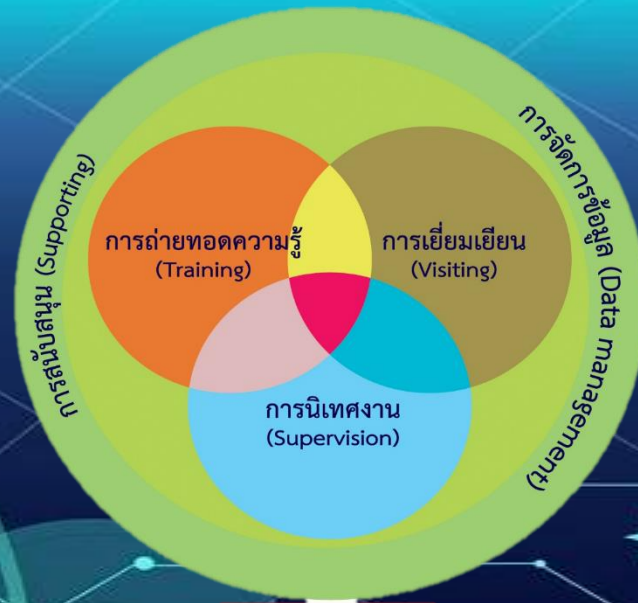 การสนับสนุน (Supporting)
การจัดการข้อมูล (Data management)
การถ่ายทอดความรู้
(Training)
การเยี่ยมเยียน
(Visiting)
การนิเทศงาน
(Supervision)